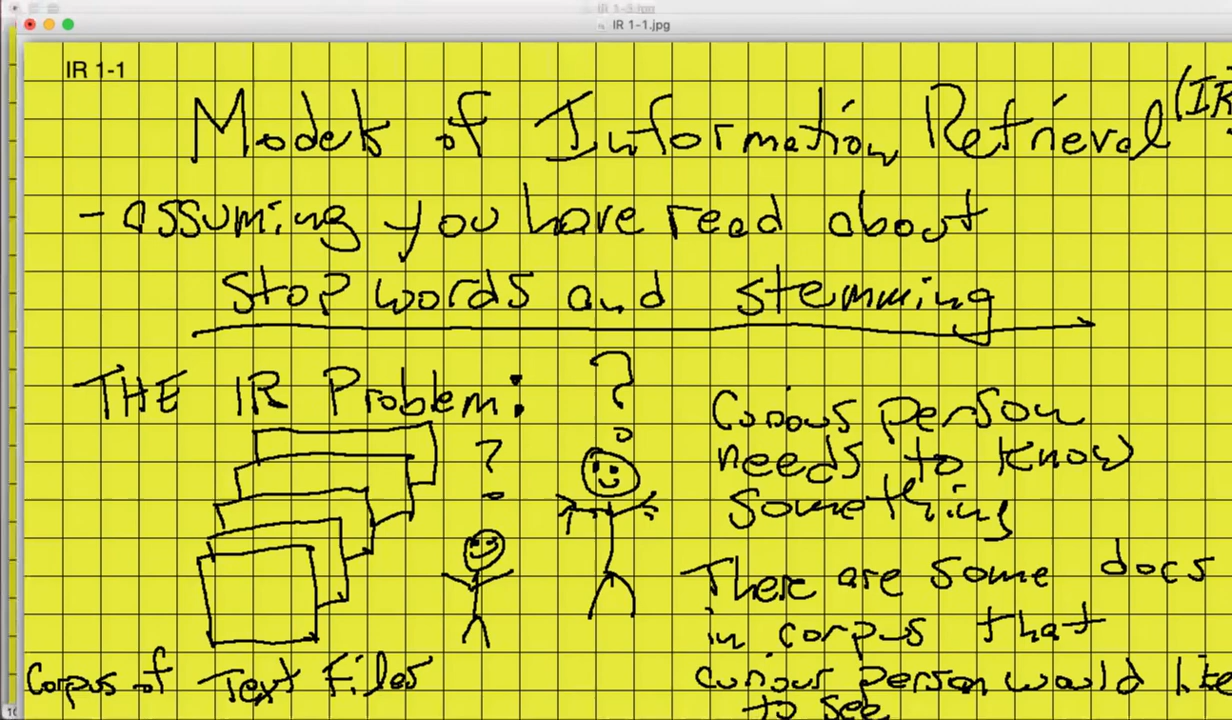 IR 1-1.jpg
IR 1-1
Models of Information Retrieval (IR
- assuming you have read about
stop words and stemming
THE IR Problem:
?
?
Curious person
needs to know
something
There are some docs
in corpus that
curious person would like
to see
Corpus of Text Files